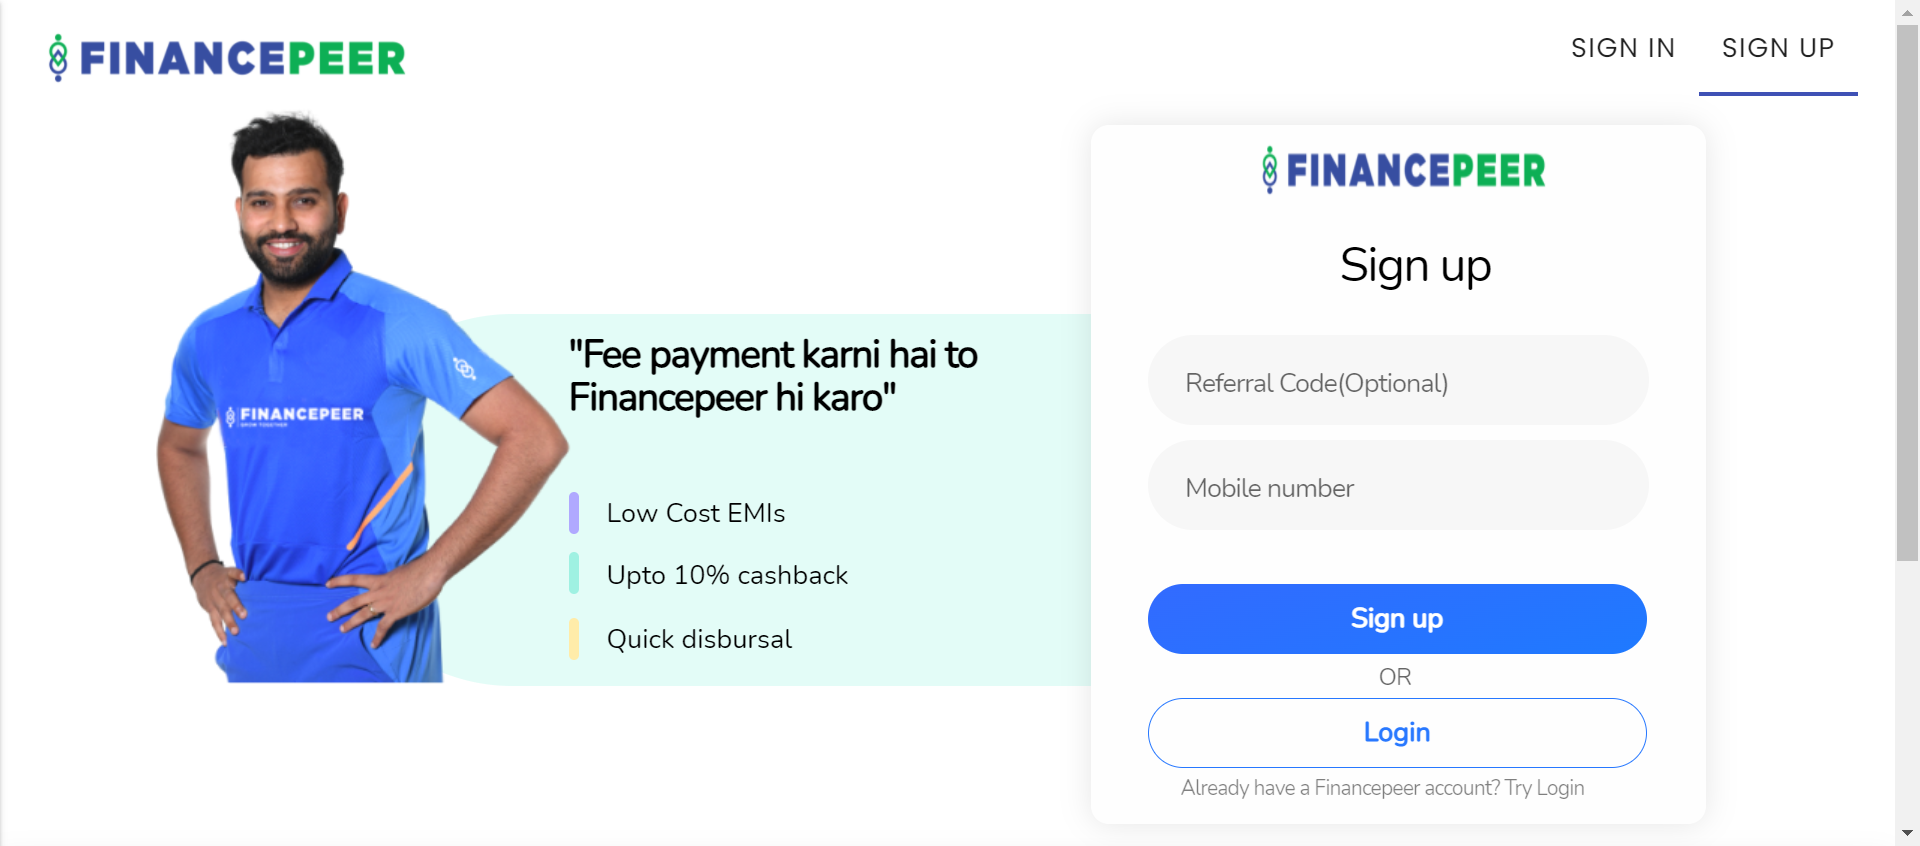 FINANCEPEER
SIGN IN
SIGN UP
FINANCEPEER
Sign up
"Fee payment karni hai to
Financepeer hi karo"
Low Cost EMIs
Upto 10% cashback
Quick disbursal
FINANCEPEER
GROW TOGETHER
Referral Code(Optional)
Mobile number
Sign up
OR
Login
Already have a Financepeer account? Try Login